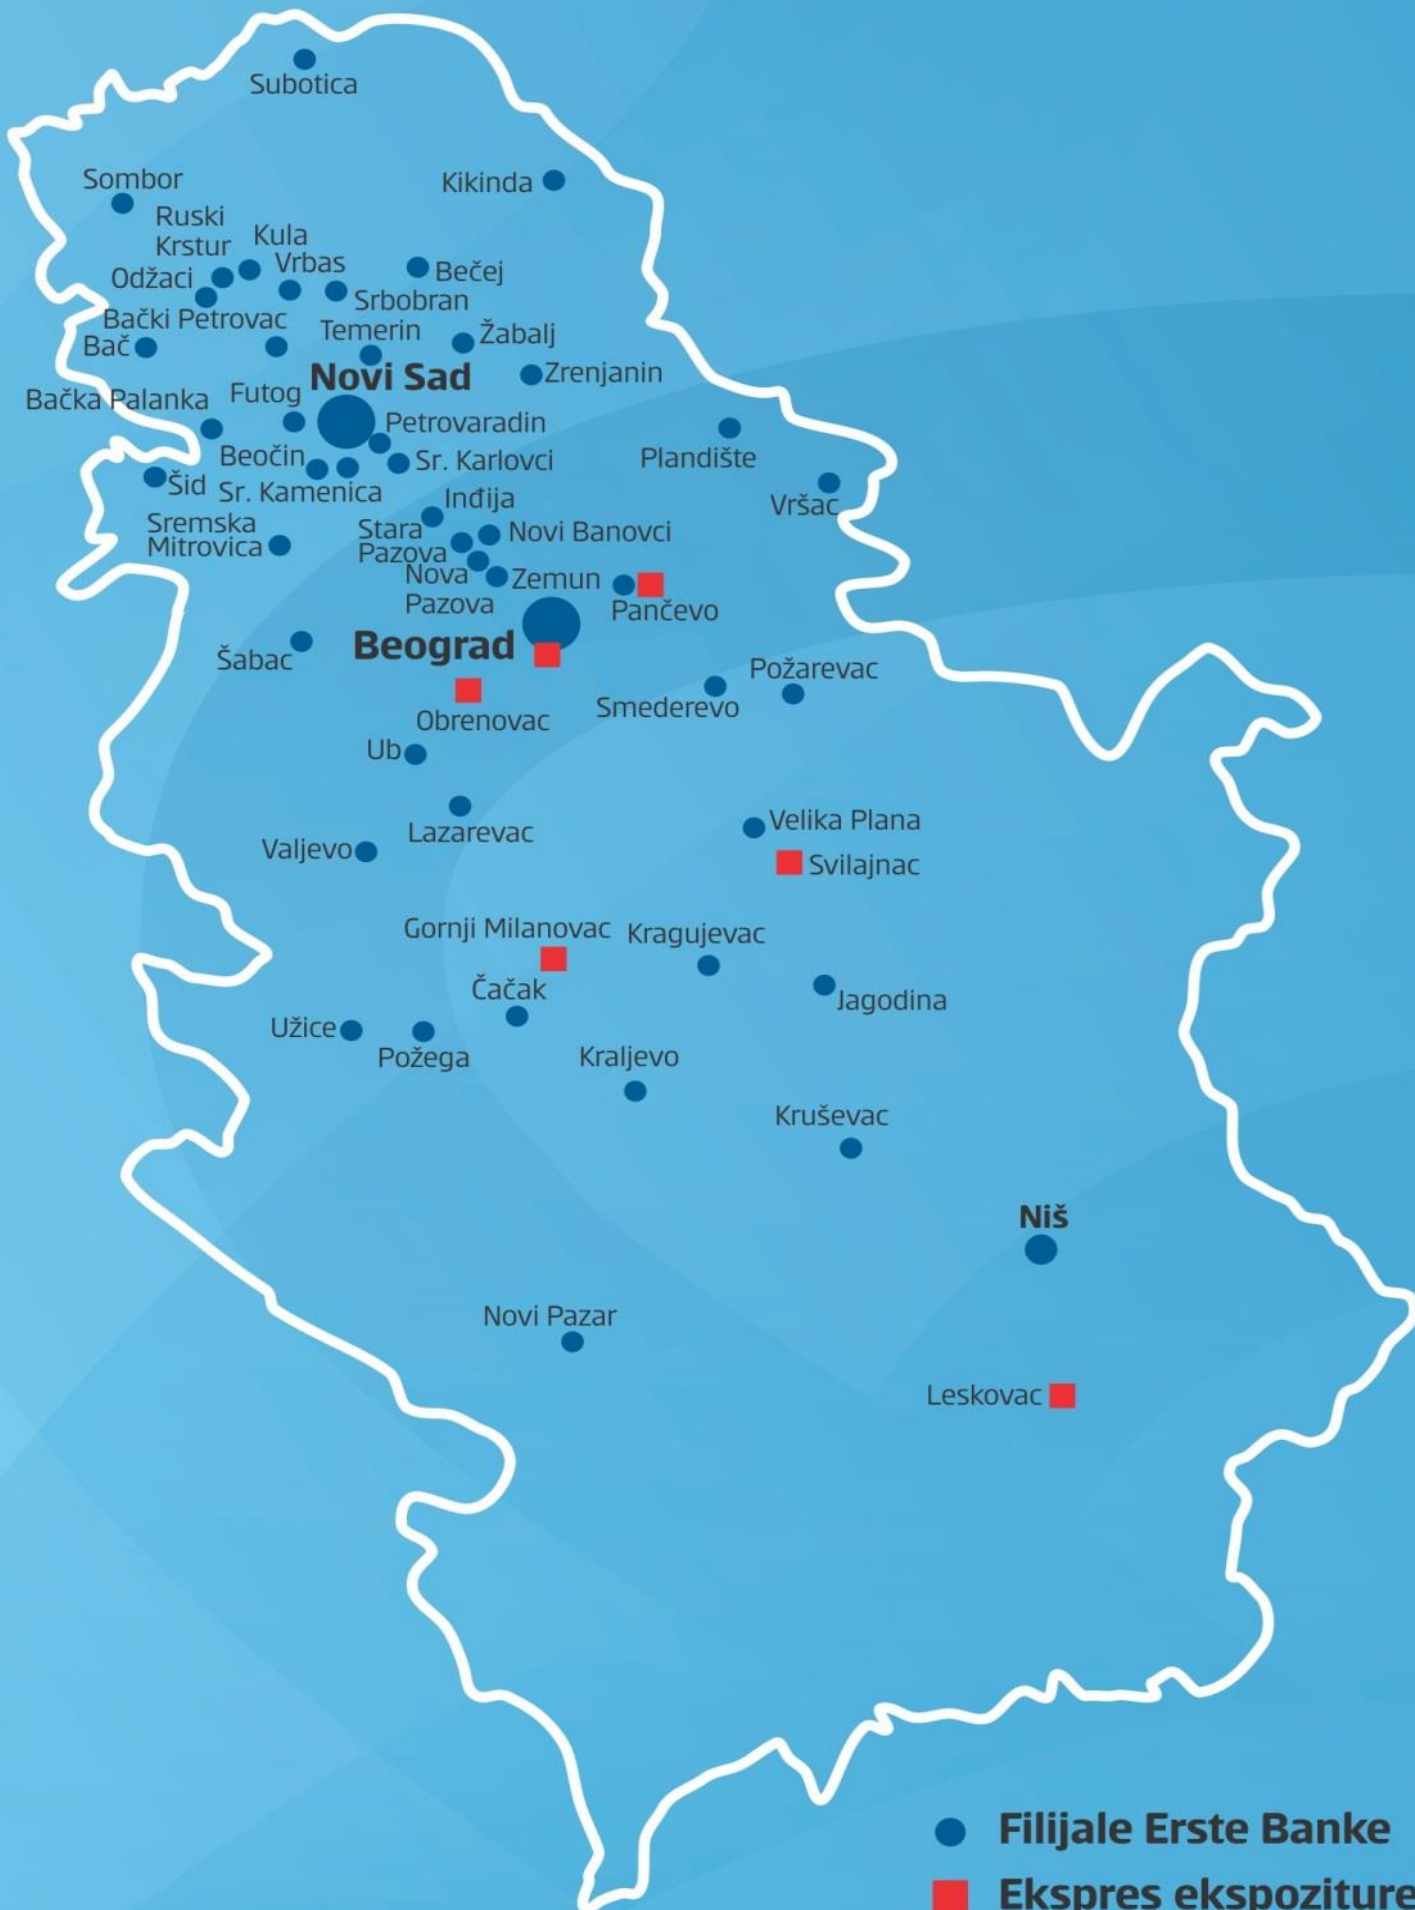 Subotica
Sombor
Kikinda
Ruski
Krstur
Kula
Odžaci
Vrbas
Bečej
Srbobran
Bački Petrovac
Temerin
Žabalj
Bač
Novi Sad
Zrenjanin
Bačka Palanka
Futog
Petrovaradin
Beočin
Sr. Karlovci
Plandište
Šid
Sr. Kamenica
Inđija
Vršac
Sremska
Mitrovica
Stara
Pazova
Novi Banovci
Nova
Pazova
Zemun
Pančevo
Šabac
Beograd
Obrenovac
Smederevo
Požarevac
Ub
Lazarevac
Valjevo
Velika Plana
Svilajnac
Gornji Milanovac
Kragujevac
Čačak
Jagodina
Užice
Požega
Kraljevo
Kruševac
Niš
Novi Pazar
Leskovac
Filijale Erste Banke
Ekspres ekspoziture